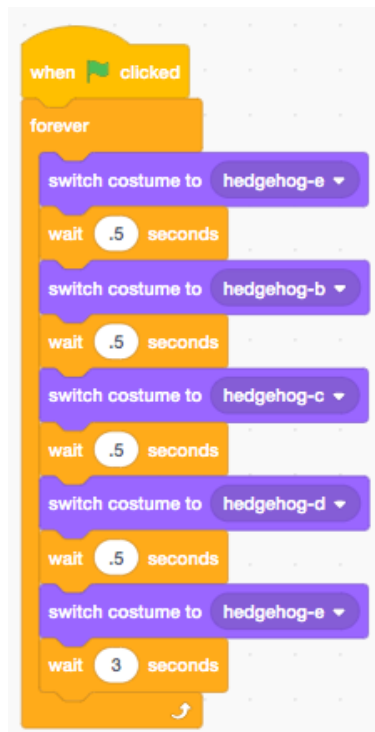 when clicked
forever
switch costume to hedgehog-e
wait .5 seconds
switch costume to hedgehog-b
wait .5 seconds
switch costume to hedgehog-c
wait .5 seconds
switch costume to hedgehog-d
wait .5 seconds
switch costume to hedgehog-e
wait 3 seconds